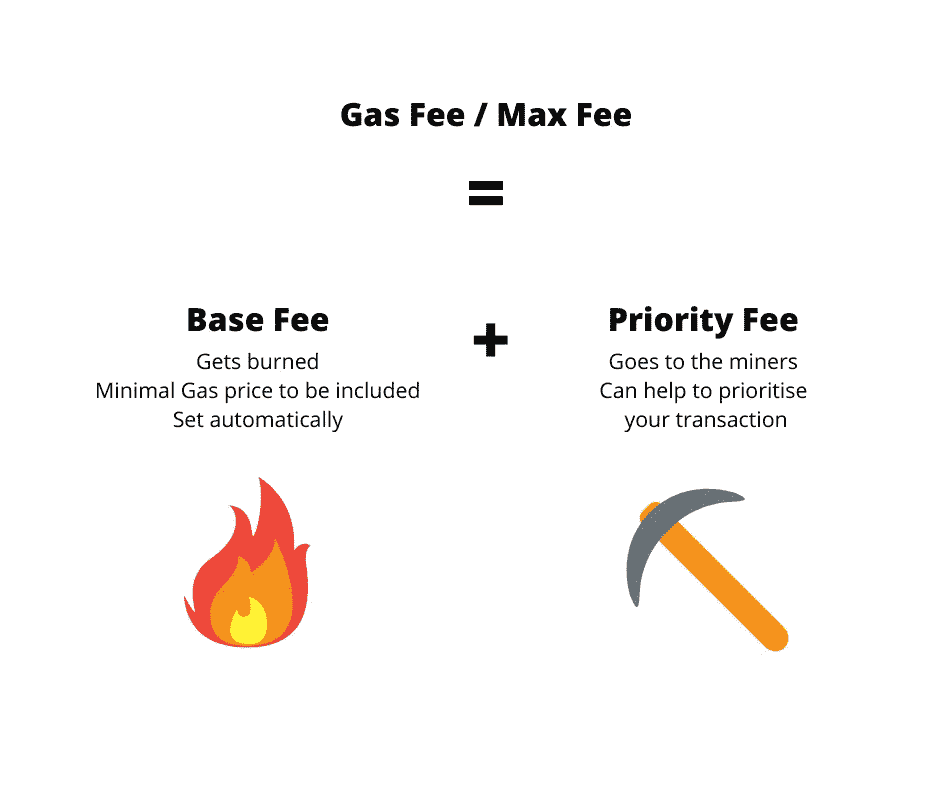 Gas Fee / Max Fee
=
Base Fee
Gets burned
Minimal Gas price to be included
Set automatically
+
Priority Fee
Goes to the miners
Can help to prioritise
your transaction